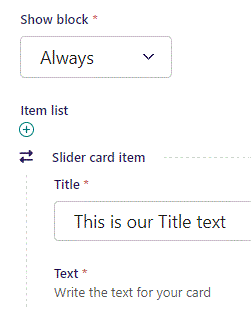 Show block *
Always
Item list
Slider card item
Title *
This is our Title text
Text *
Write the text for your card